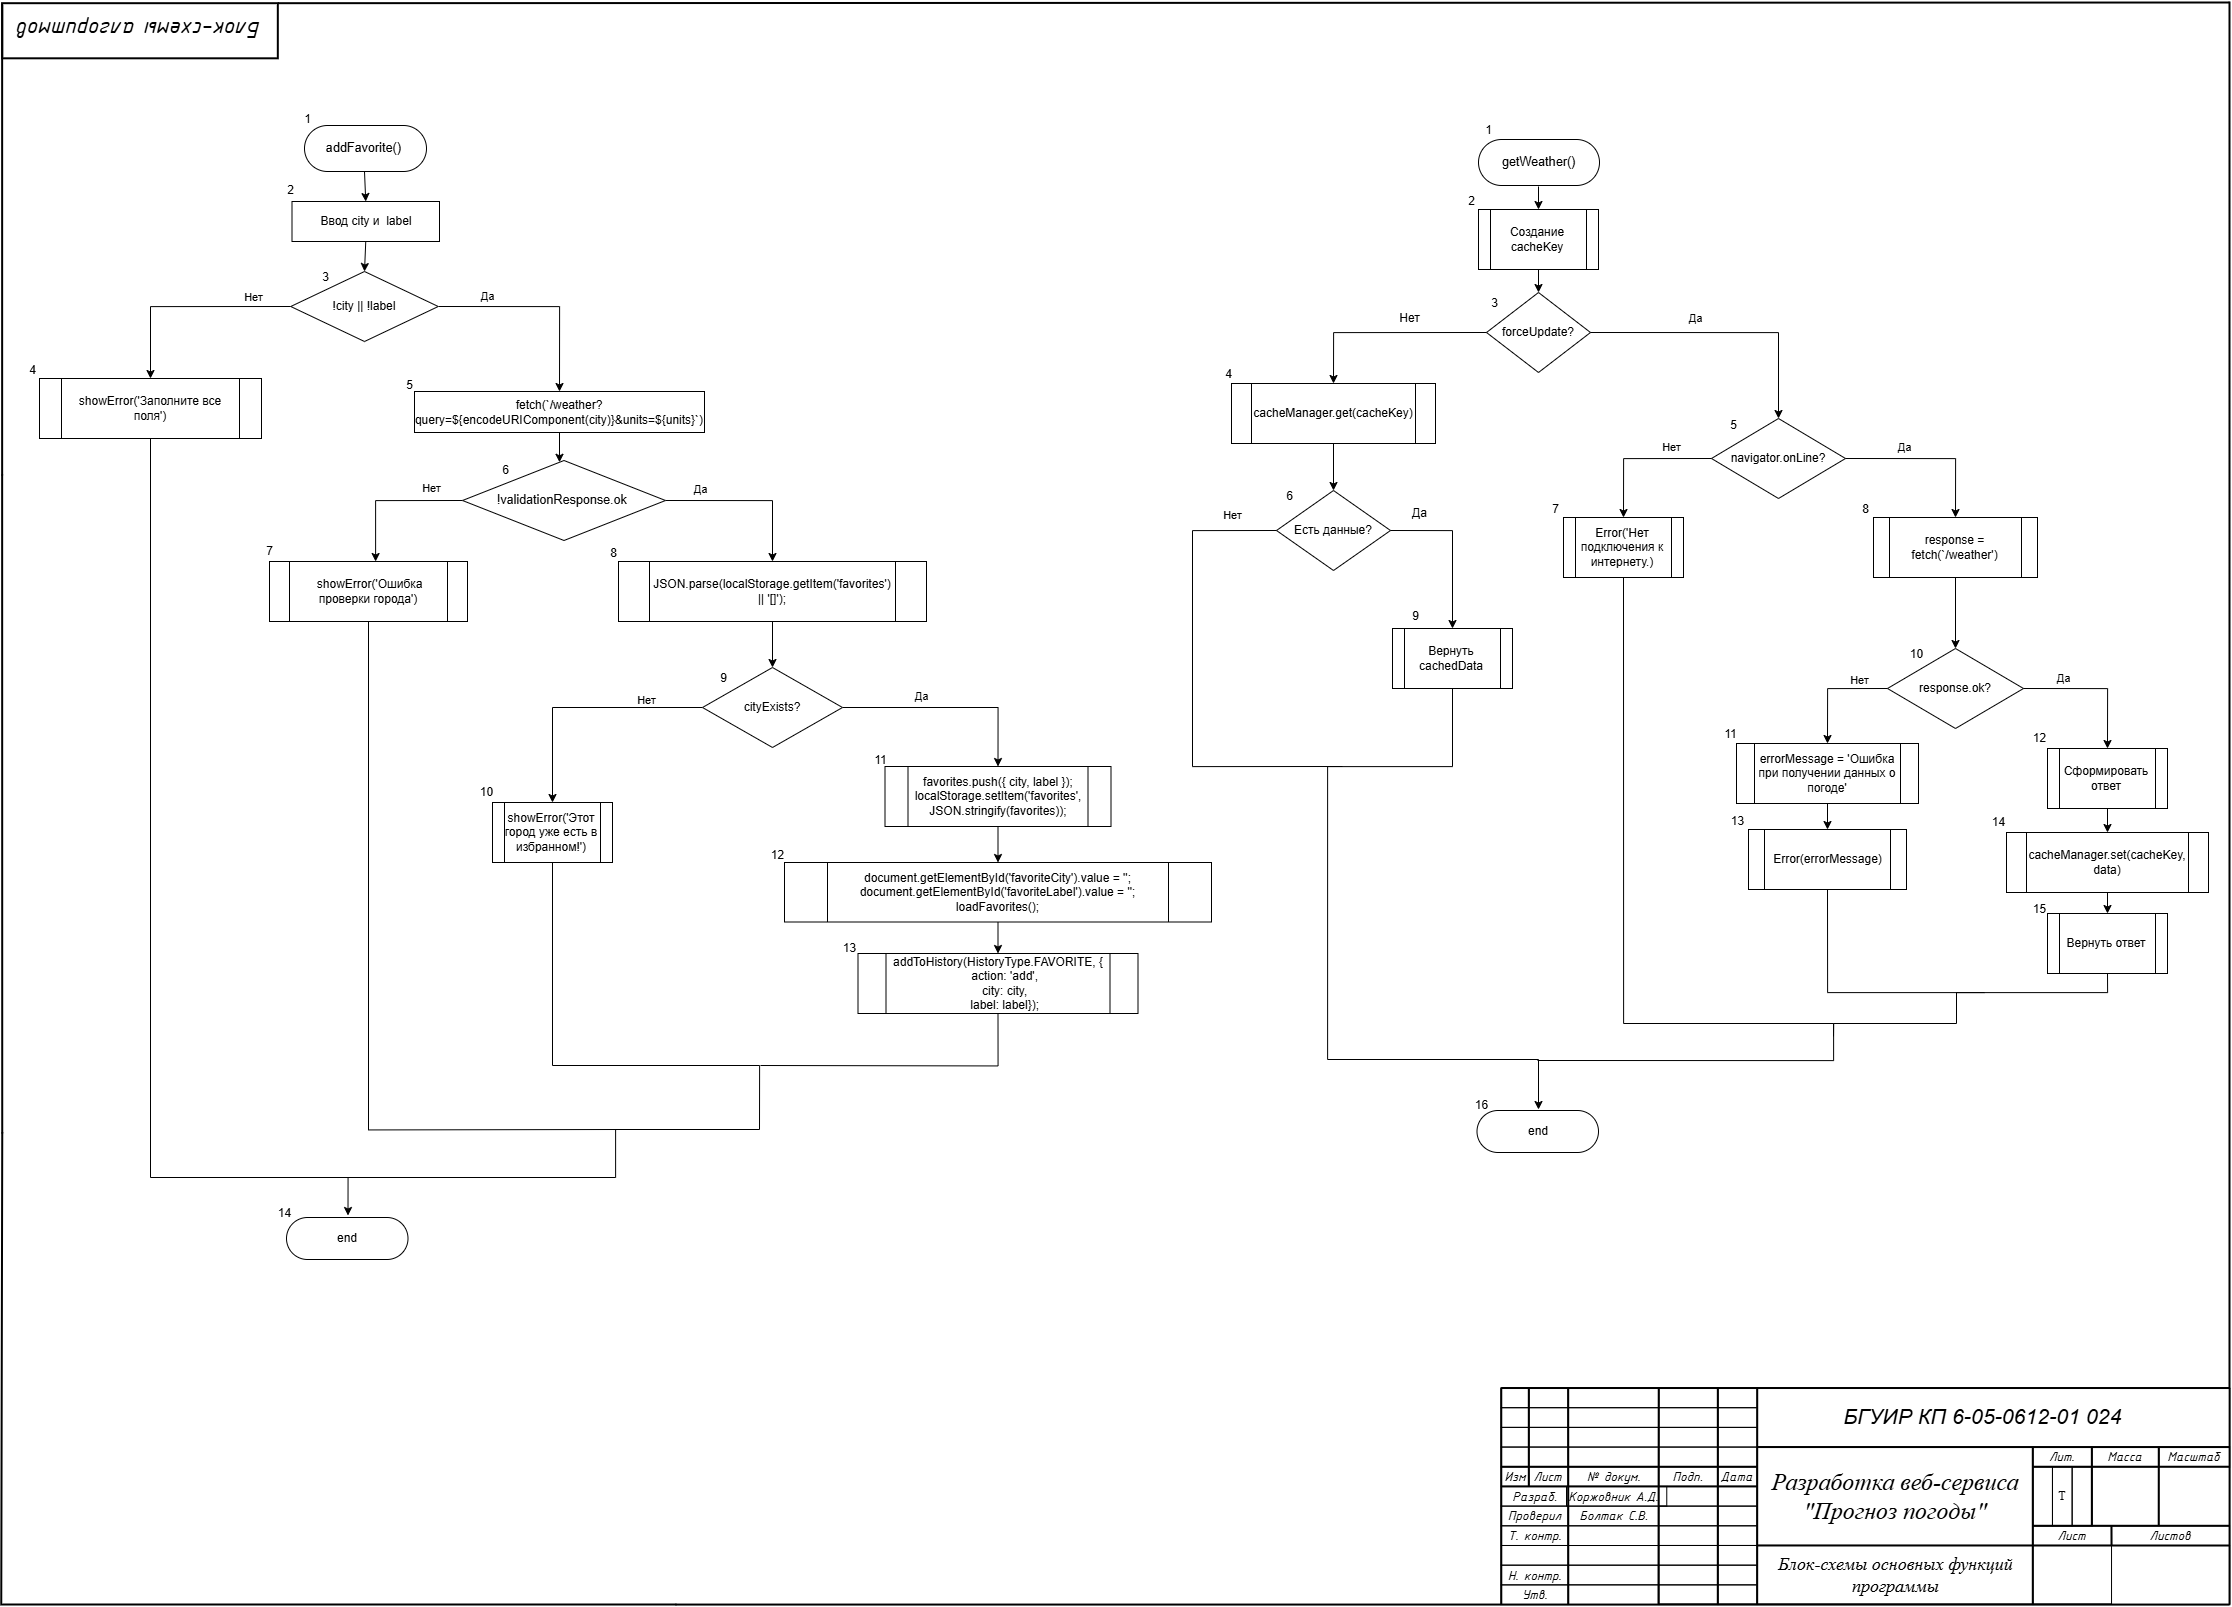 Блок-схемы алгоритмов
1
addFavorite()
2
Ввод city и label
3
!city || !label
Нет
Да
4
showError('Заполните все
поля')
5
fetch(`/weather?
query=${encodeURIComponent(city)}&units=${units}`)
6
!validationResponse.ok
Нет
Да
7
showError('Ошибка
проверки города')
8
JSON.parse(localStorage.getItem('favorites')
|| '[]');
9
cityExists?
Нет
Да
10
showError('Этот
город уже есть в
избранном!')
11
favorites.push({ city, label });
localStorage.setItem('favorites',
JSON.stringify(favorites));
12
document.getElementById('favoriteCity').value = '';
document.getElementById('favoriteLabel').value = '';
loadFavorites();
13
addToHistory(HistoryType.FAVORITE, {
action: 'add',
city: city,
label: label});
14
end
1
getWeather()
2
Создание
cacheKey
3
forceUpdate?
Нет
Да
4
cacheManager.get(cacheKey)
5
navigator.onLine?
Нет
Да
6
Есть данные?
Нет
Да
7
Error('Нет
подключения к
интернету.)
8
response =
fetch(`/weather')
9
Вернуть
cachedData
10
response.ok?
Нет
Да
11
errorMessage = 'Ошибка
при получении данных о
погоде'
12
Сформировать
ответ
13
Error(errorMessage)
14
cacheManager.set(cacheKey,
data)
15
Вернуть ответ
16
end
БГУИР КП 6-05-0612-01 024
Изм Лист № докум. Подп. Дата
Разраб. Коржовник А.Д.
Проверил Болтак С.В.
Т. контр.
Н. контр.
Утв.
Разработка веб-сервиса
"Прогноз погоды"
Лит. Масса Масштаб
Т
Лист Листов
Блок-схемы основных функций
программы